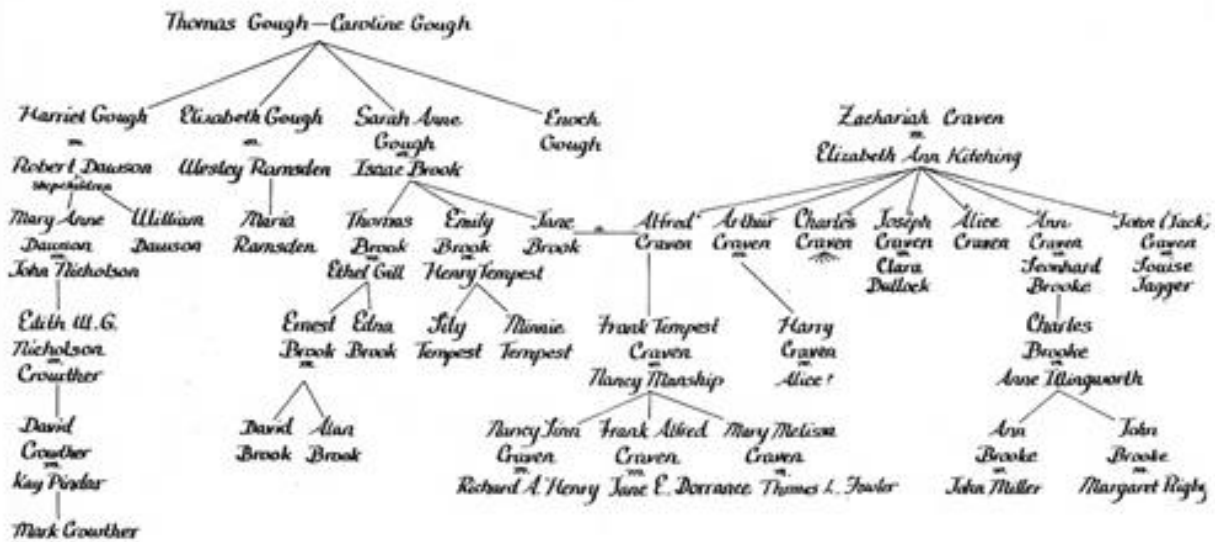 Thomas Gough—Caroline Gough
Harriet Gough Elizabeth Gough Sarah Anne Enoch
Gough Gough
Zachariah Craven
m.
Elizabeth Ann Kitching
m. m. m.
Robert Dawson Wesley Ramsden Isaac Brook
stepchildren
Mary Anne William Maria Thomas Emily Jane Alfred Arthur Charles Joseph Alice Ann John (Jack)
Dawson Dawson Ramsden Brook Brook Brook m. Craven Craven Craven Craven Craven Craven Craven
m. m. m. m. m. m. m.
John Nicholson Ethel Gill Henry Tempest Clara Leonhard Louise
Bullock Brooke Jagger
Edith W.G. Ernest Edna Lily Minnie Frank Tempest Harry Charles
Nicholson Brook Brook Tempest Tempest Craven Craven Brooke
m. m. m. m. m.
Crowther Nancy Manship Alice ? Anne Illingworth
David David Alan Nancy Linn Frank Alfred Mary Melissa Ann John
Crowther Brook Brook Craven Craven Craven Brooke Brooke
m. m. m. m. m. m.
Kay Pindar Richard A. Henry Jane E. Dorrance Thomas L. Fowler John Miller Margaret Rigby
Mark Crowther